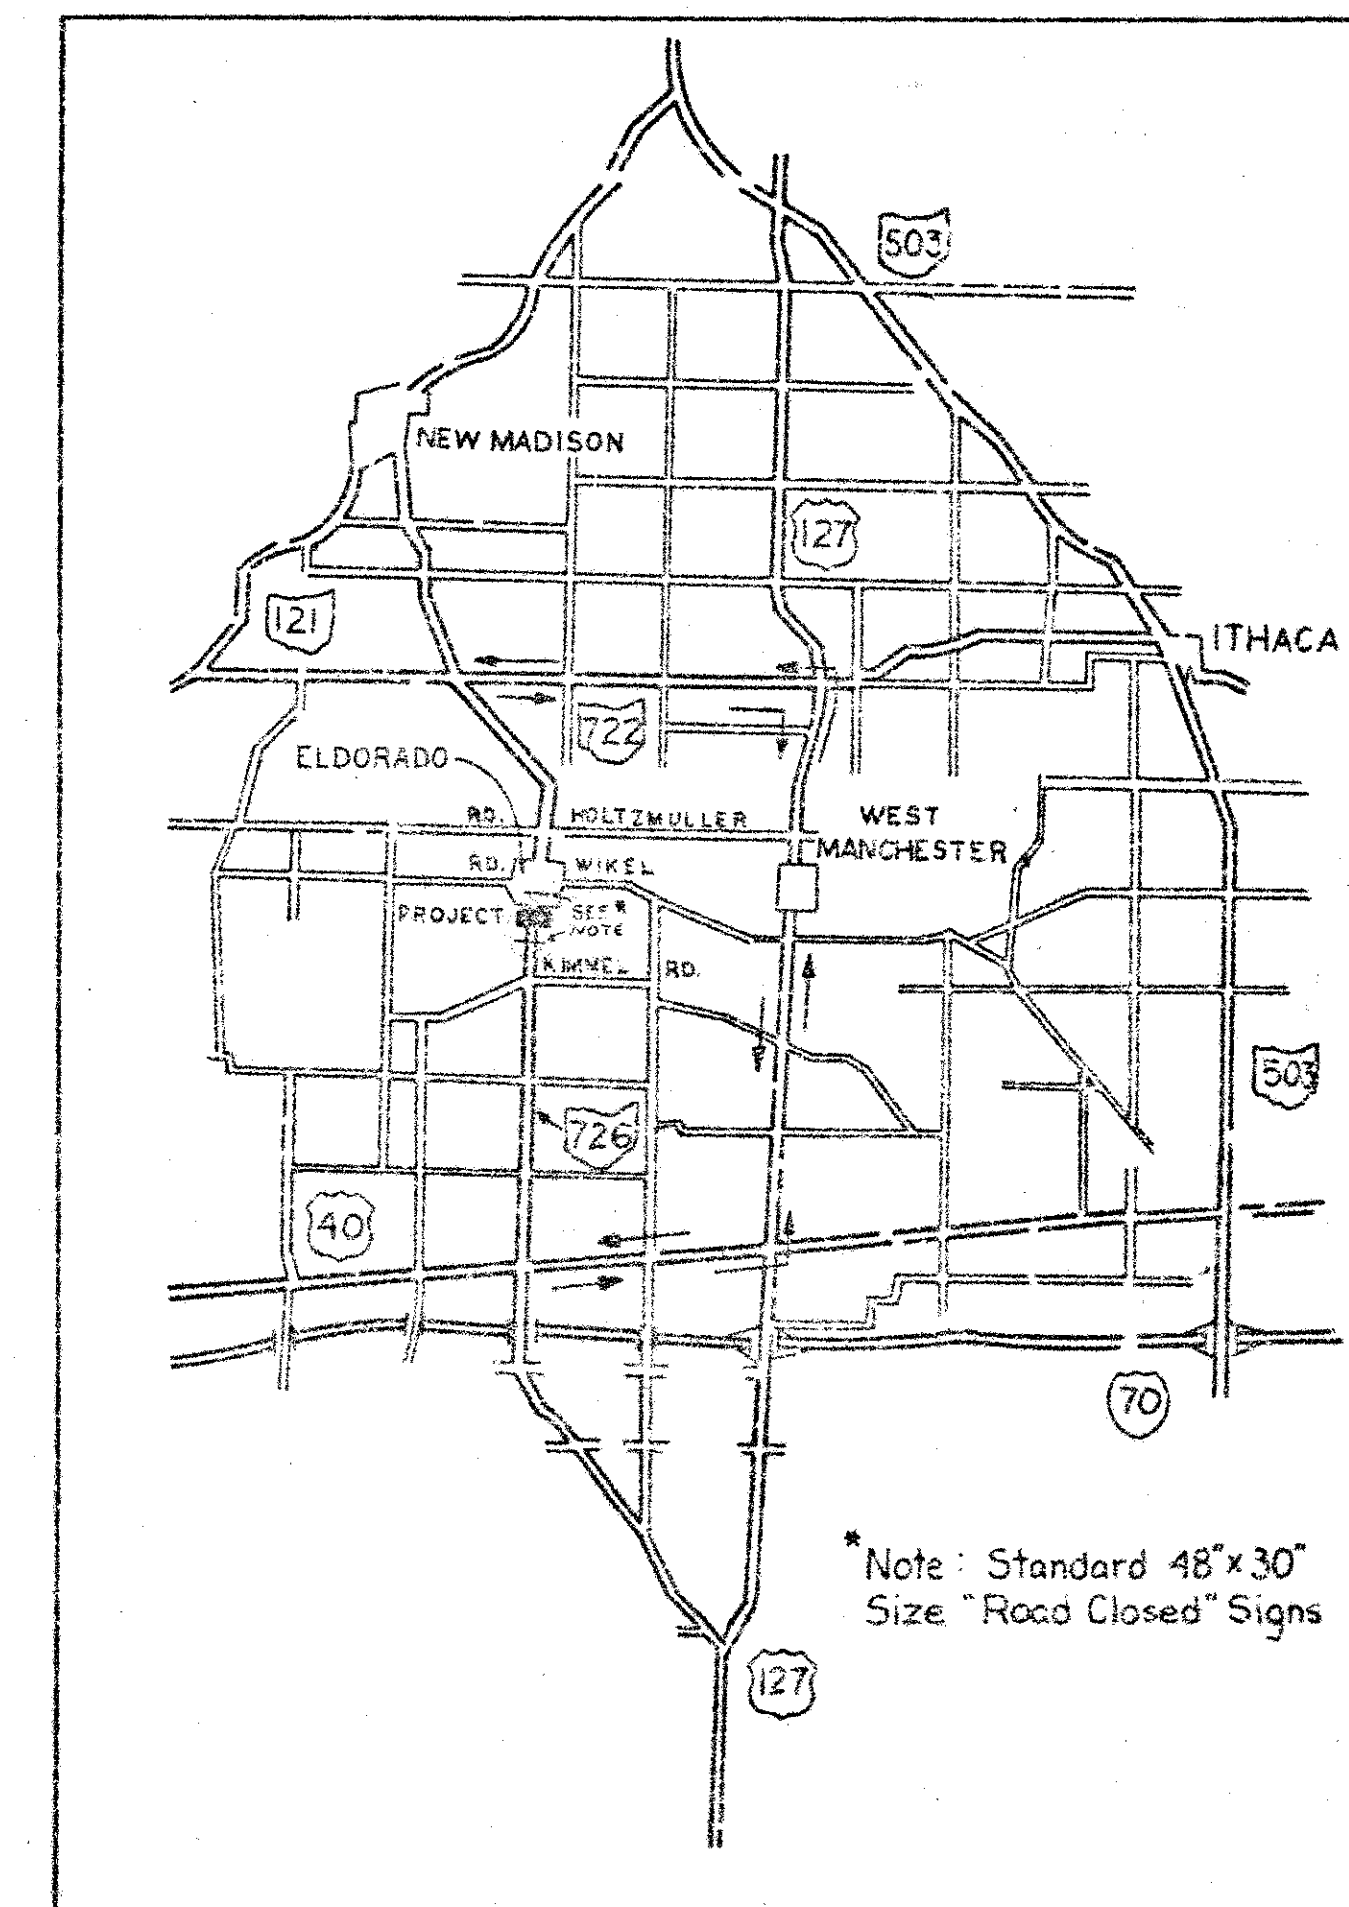 503
NEW MADISON
127
121
ITHACA
722
ELDORADO
RD. HOLTZMULLER
WEST
MANCHESTER
RD. WIKEL
PROJECT
SEE *
NOTE
KIMMEL RD.
503
726
40
70
* Note : Standard 48"x30"
Size "Road Closed" Signs
127